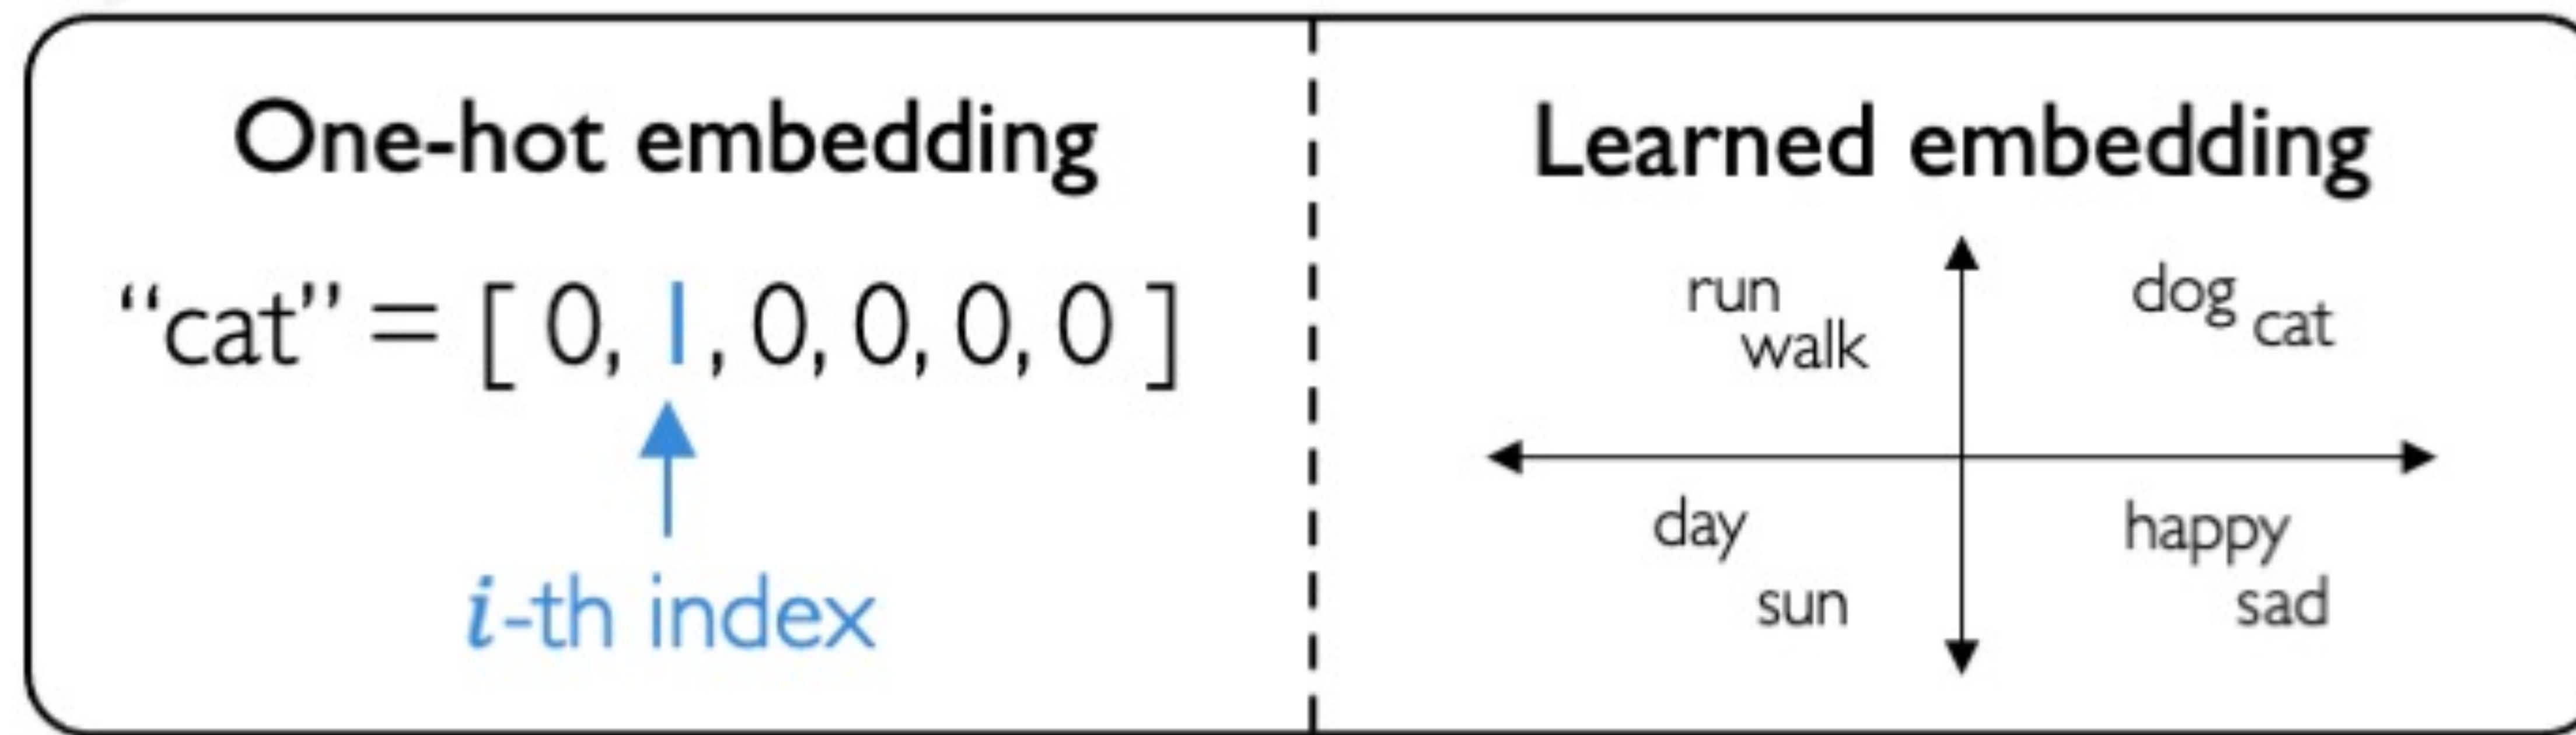 One-hot embedding
“cat” = [ 0, 1, 0, 0, 0, 0 ]
i-th index
Learned embedding
run
walk
dog
cat
day
sun
happy
sad